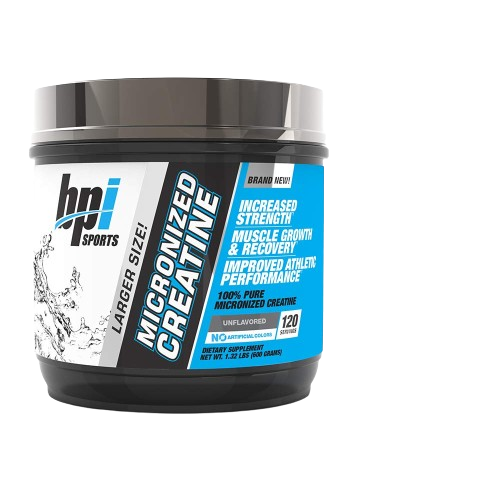 bpi
SPORTS
LARGER SIZE!
MICRONIZED
CREATINE
BRAND NEW!
INCREASED
STRENGTH
MUSCLE GROWTH
& RECOVERY
IMPROVED ATHLETIC
PERFORMANCE
100% PURE
MICRONIZED CREATINE
UNFLAVORED
120
SERVINGS
NO ARTIFICIAL COLORS
DIETARY SUPPLEMENT
NET WT. 1.32 LBS (600 GRAMS)